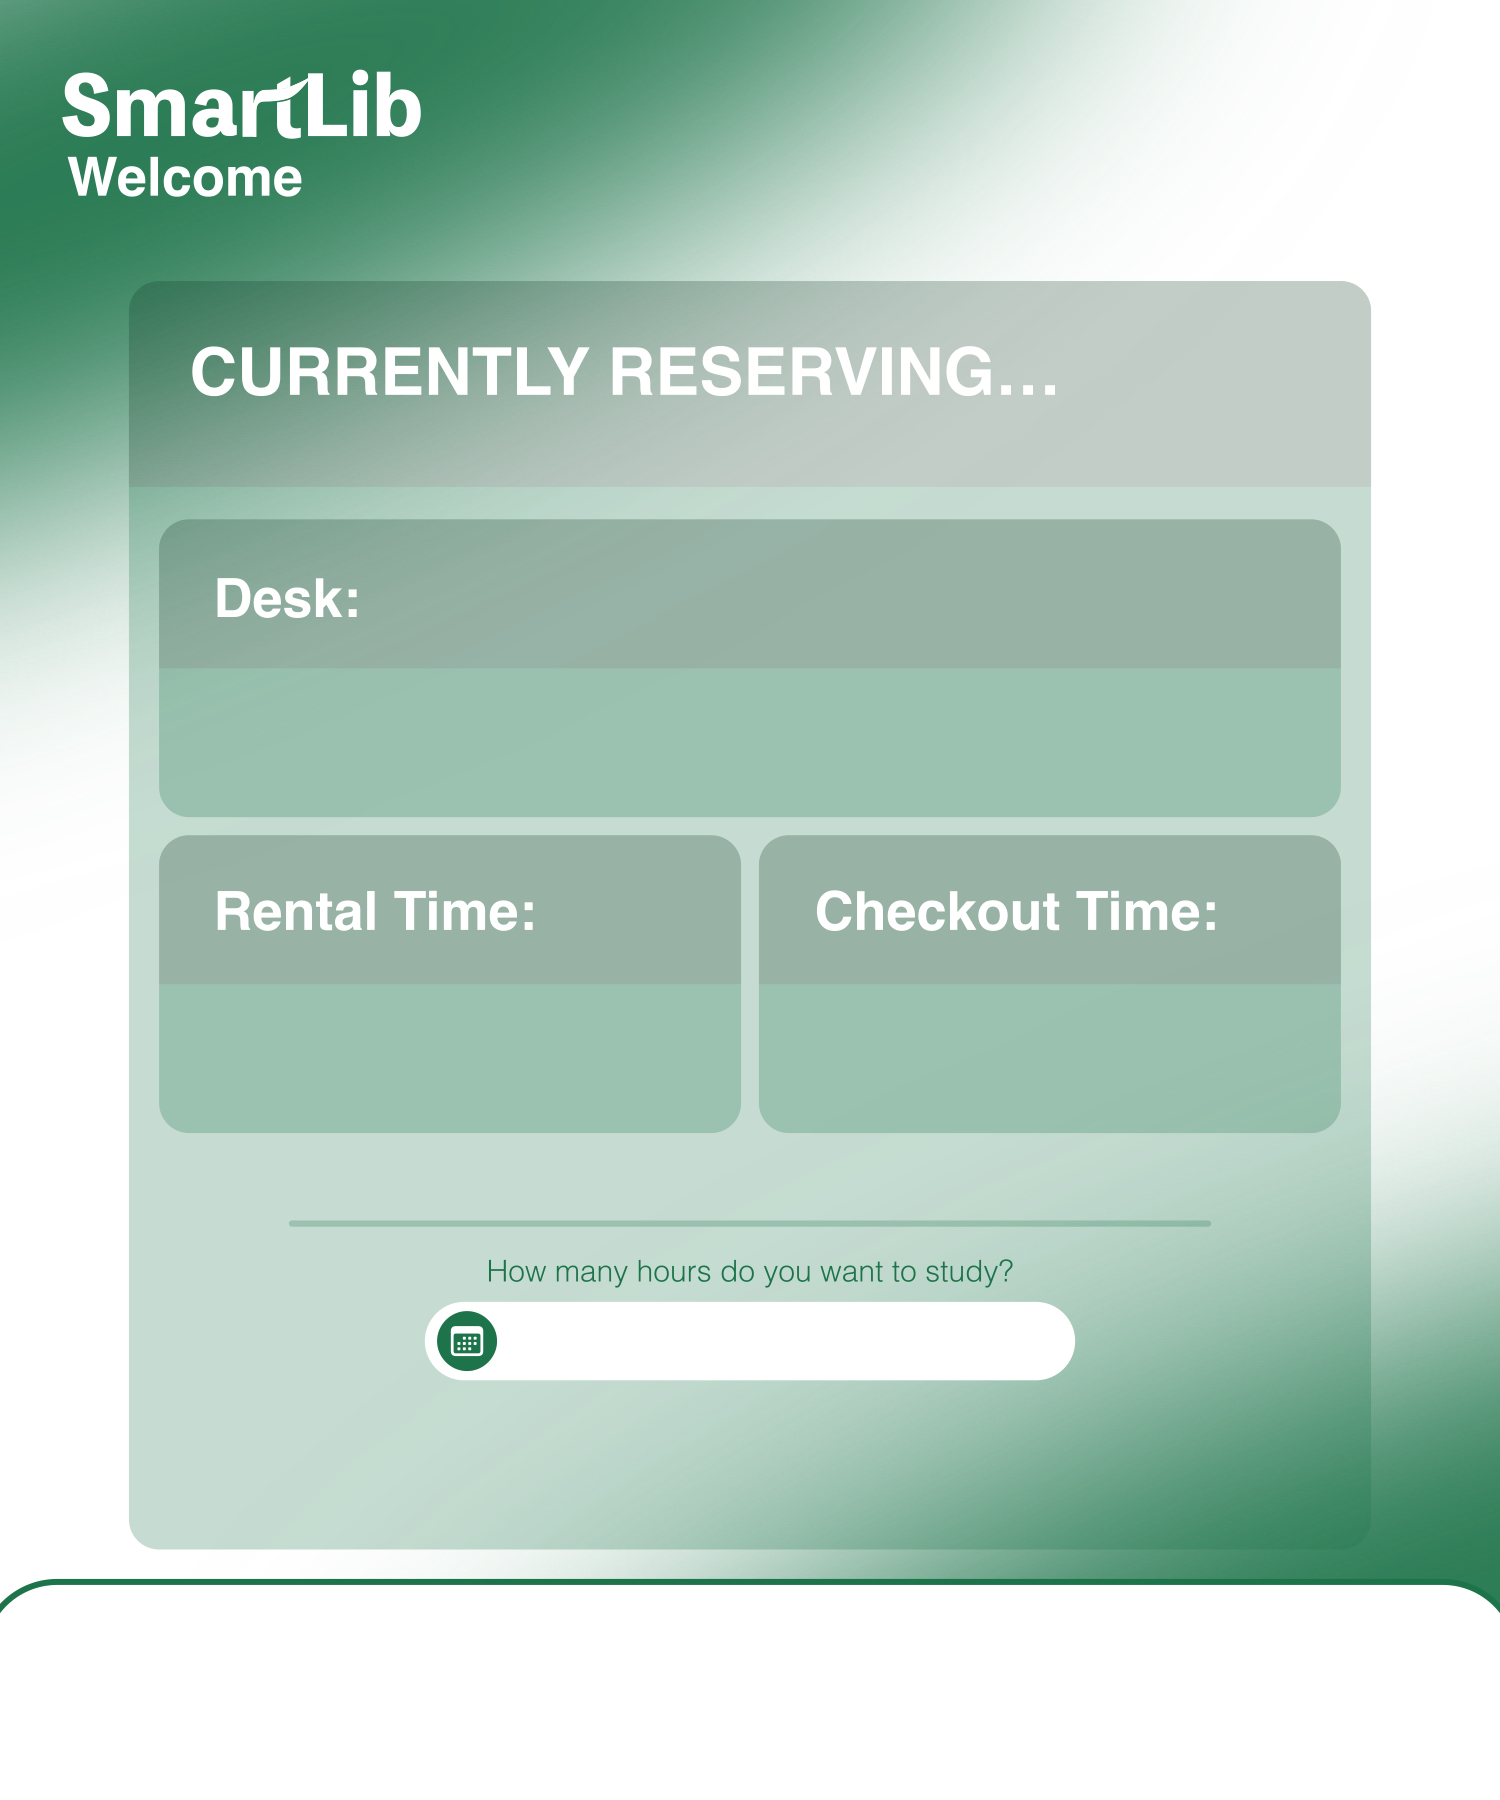 SmartLib
Welcome
CURRENTLY RESERVING...
Desk:
Rental Time:
Checkout Time:
How many hours do you want to study?